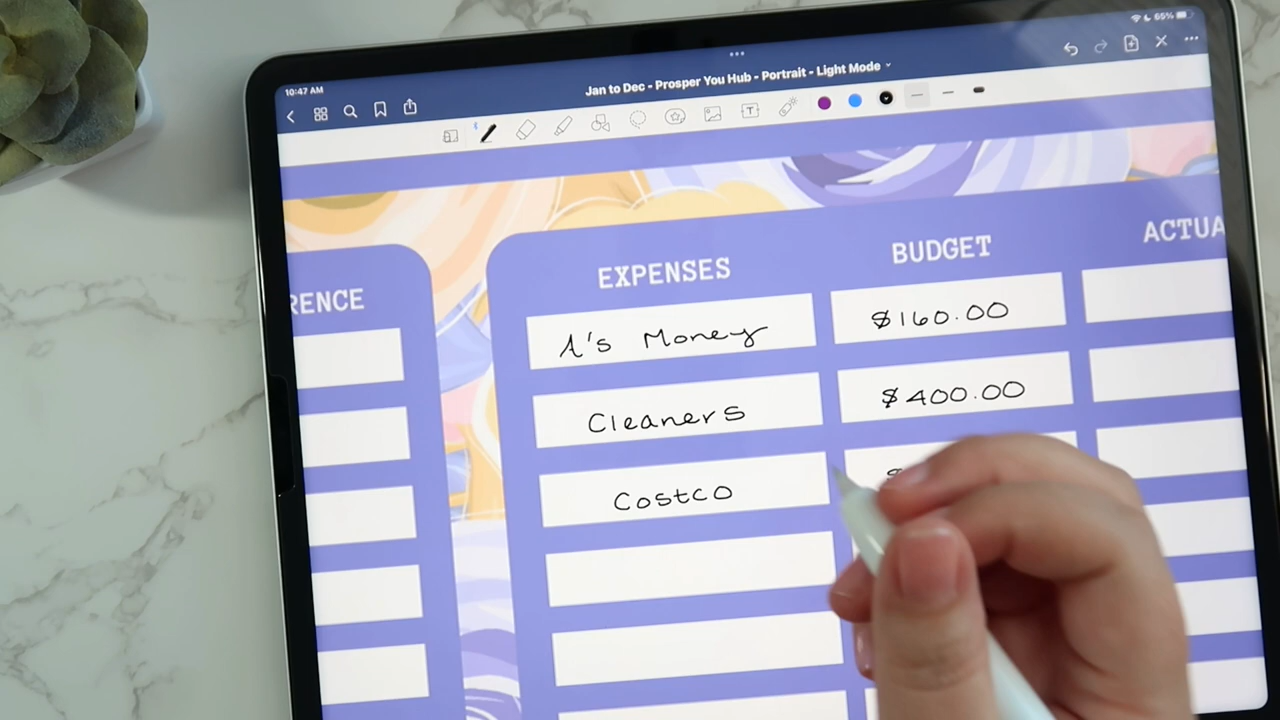 10:47 AM
65%
Jan to Dec - Prosper You Hub - Portrait - Light Mode
RENCE
EXPENSES BUDGET ACTUA
A's Money $160.00
Cleaners $400.00
Costco $